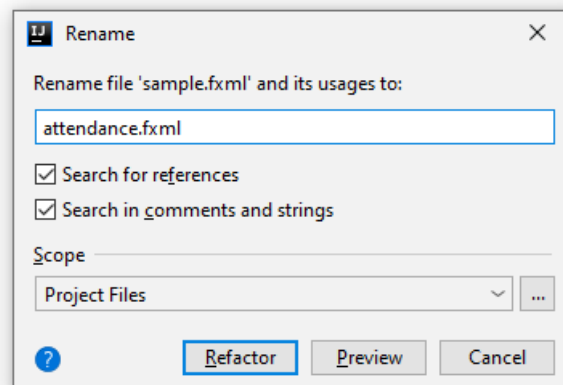 IJ Rename
Rename file 'sample.fxml' and its usages to:
attendance.fxml
Search for references
Search in comments and strings
Scope
Project Files ...
? Refactor Preview Cancel